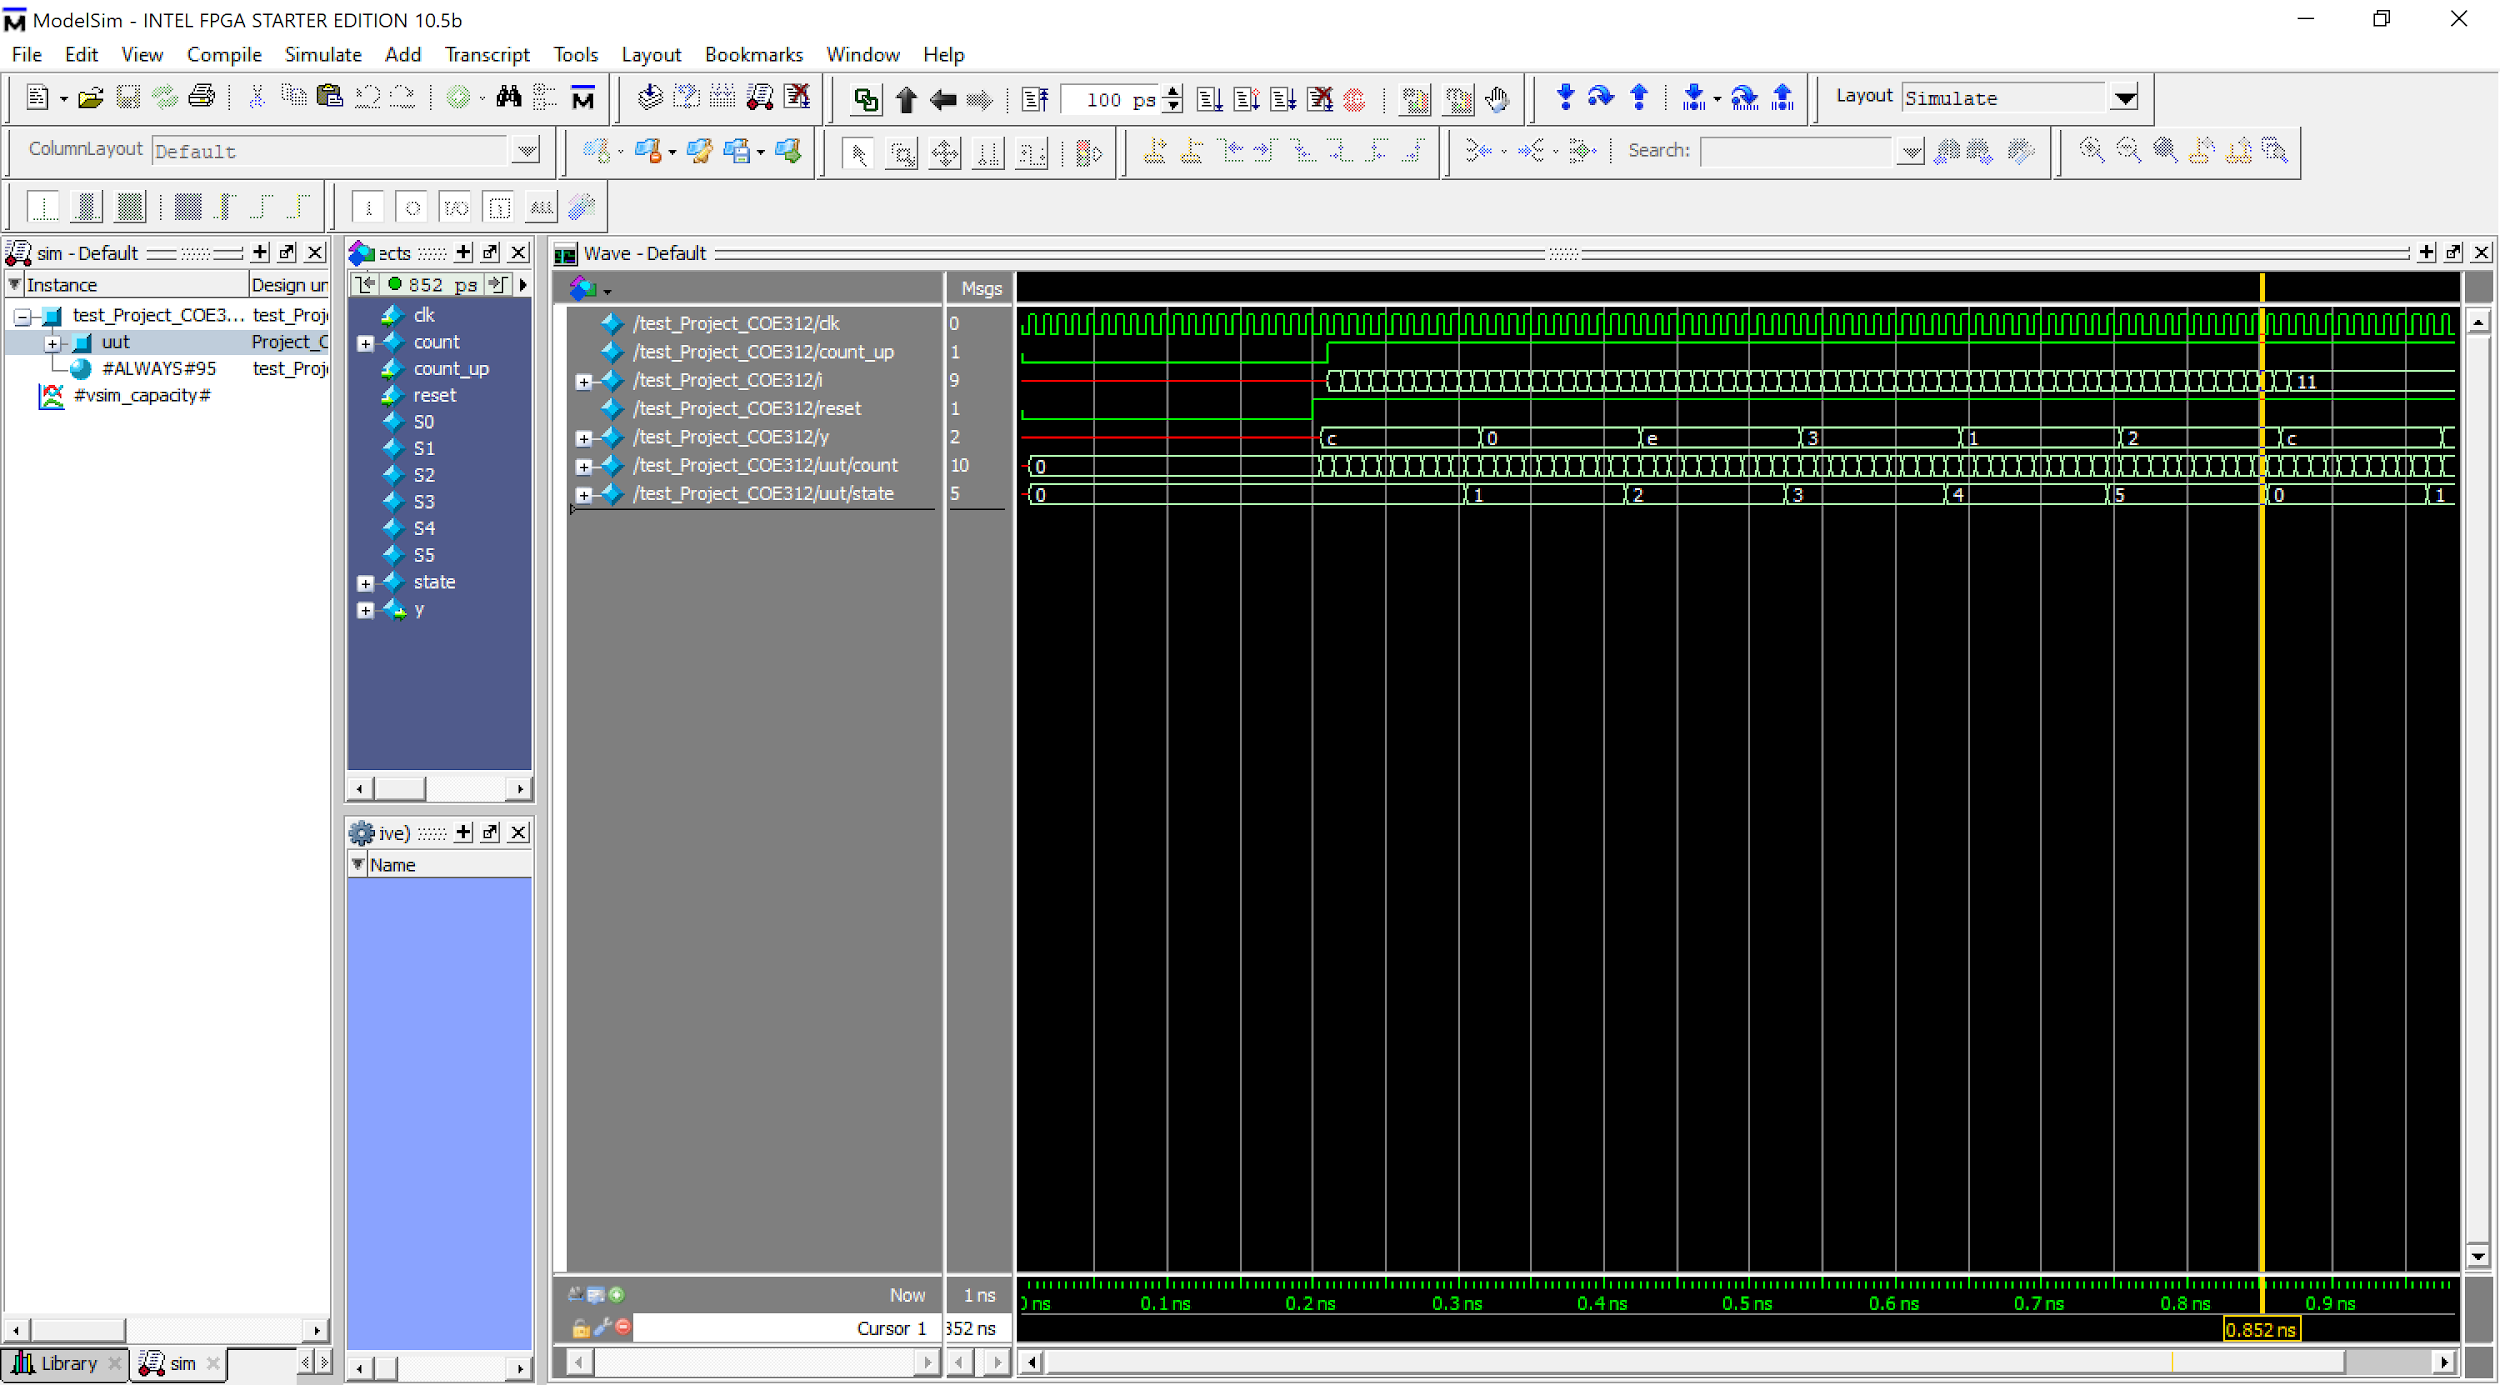 ModelSim - INTEL FPGA STARTER EDITION 10.5b
File Edit View Compile Simulate Add Transcript Tools Layout Bookmarks Window Help
100 ps
Layout Simulate
ColumnLayout Default
Search:
I/O
ALL
sim - Default
Instance Design un
test_Project_COE3... test_Proj
uut Project_C
#ALWAYS#95 test_Proj
#vsim_capacity#
Library sim
ects
852 ps
clk
count
count_up
reset
S0
S1
S2
S3
S4
S5
state
y
ive)
Name
Wave - Default
Msgs
/test_Project_COE312/clk 0
/test_Project_COE312/count_up 1
/test_Project_COE312/i 9 11
/test_Project_COE312/reset 1
/test_Project_COE312/y 2 c 0 e 3 1 2 c
/test_Project_COE312/uut/count 10 0
/test_Project_COE312/uut/state 5 0 1 2 3 4 5 0 1
Now 1 ns ns 0.1 ns 0.2 ns 0.3 ns 0.4 ns 0.5 ns 0.6 ns 0.7 ns 0.8 ns 0.9 ns
Cursor 1 352 ns 0.852 ns